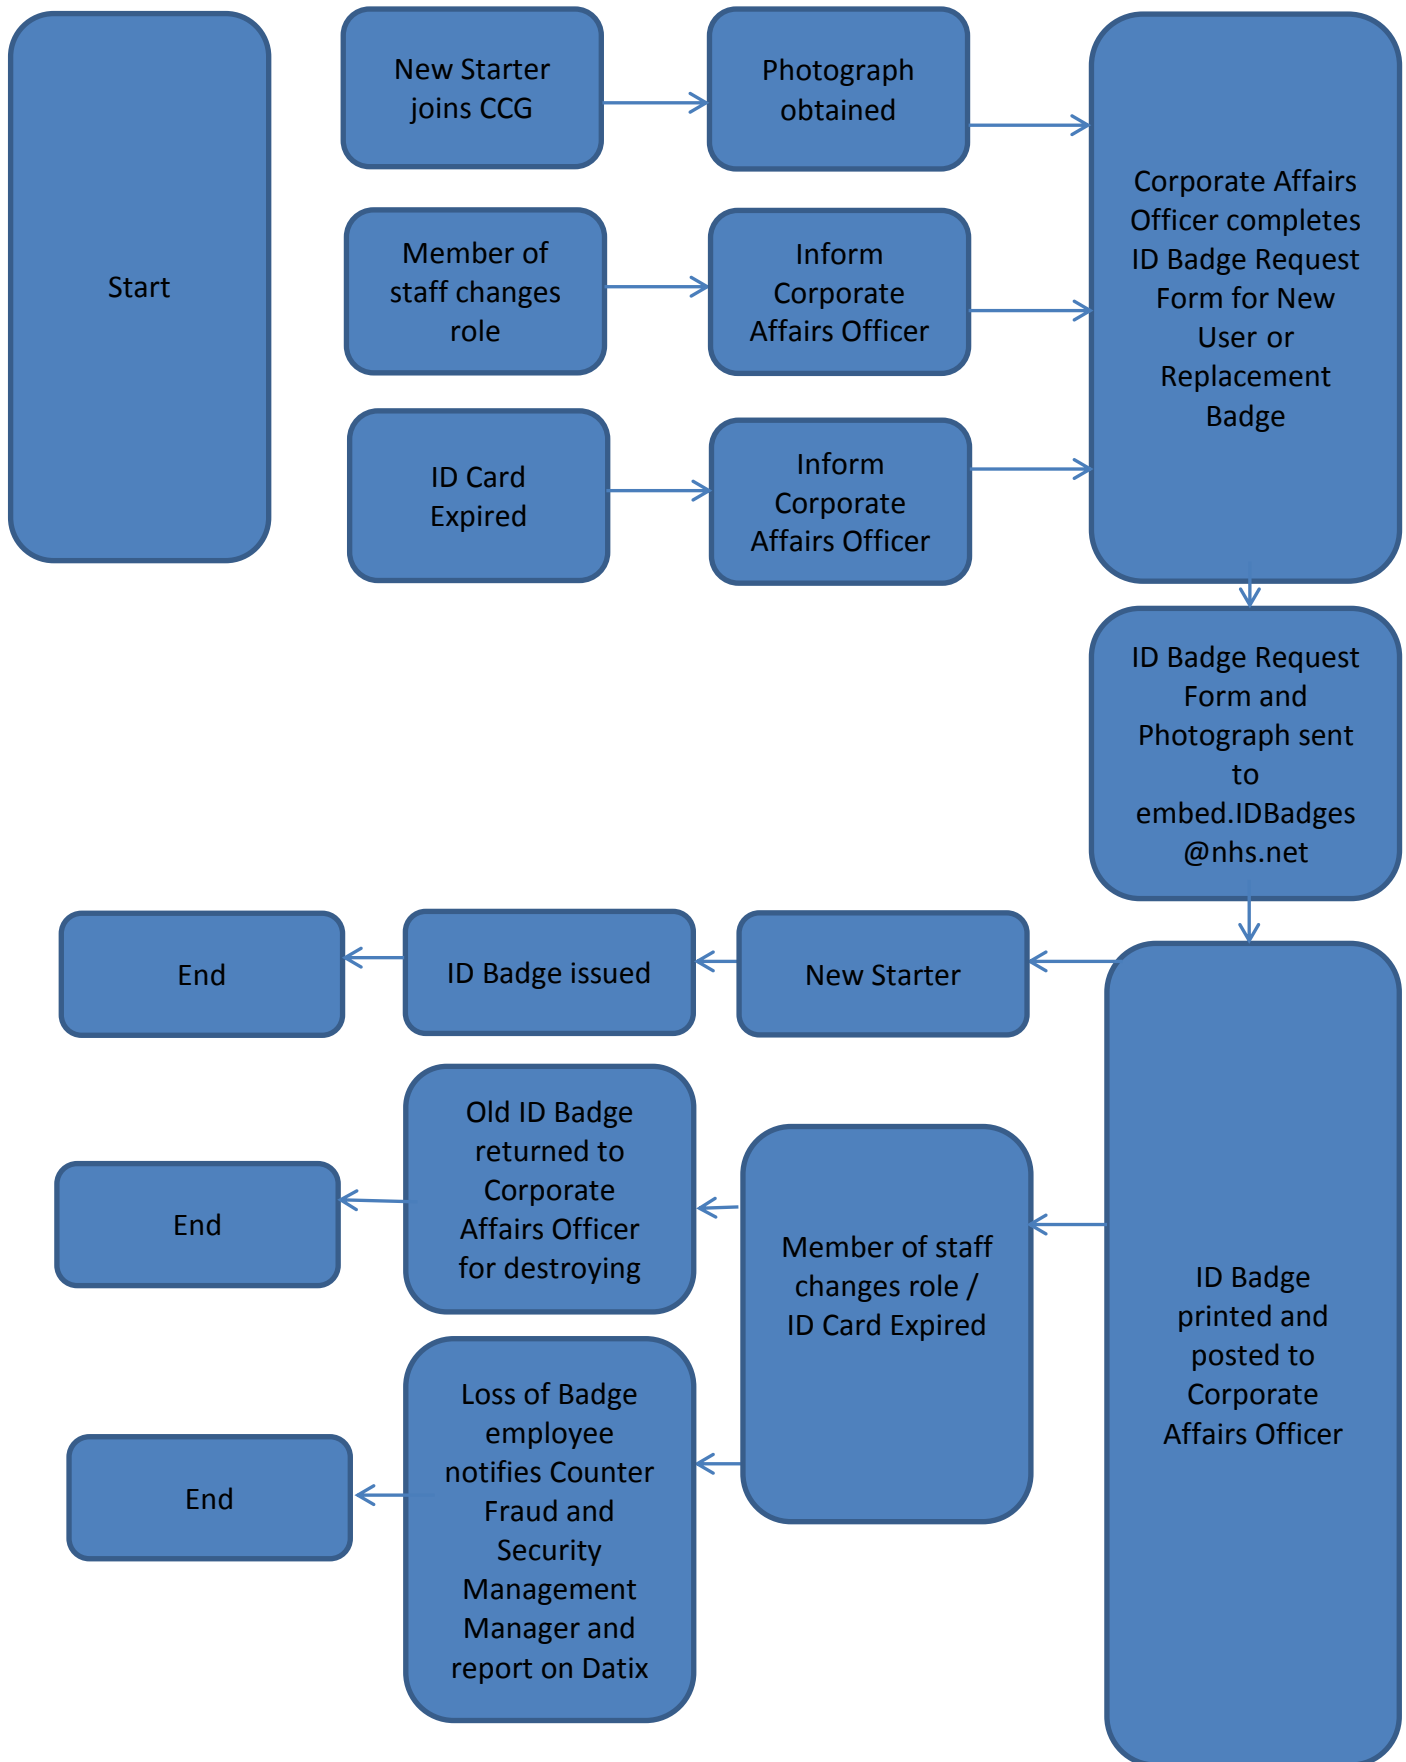 Start
New Starter
joins CCG
Photograph
obtained
Member of
staff changes
role
Inform
Corporate
Affairs Officer
ID Card
Expired
Inform
Corporate
Affairs Officer
Corporate Affairs
Officer completes
ID Badge Request
Form for New
User or
Replacement
Badge
ID Badge Request
Form and
Photograph sent
to
embed.IDBadges
@nhs.net
ID Badge
printed and
posted to
Corporate
Affairs Officer
New Starter
ID Badge issued
End
Member of staff
changes role /
ID Card Expired
Old ID Badge
returned to
Corporate
Affairs Officer
for destroying
End
Loss of Badge
employee
notifies Counter
Fraud and
Security
Management
Manager and
report on Datix
End